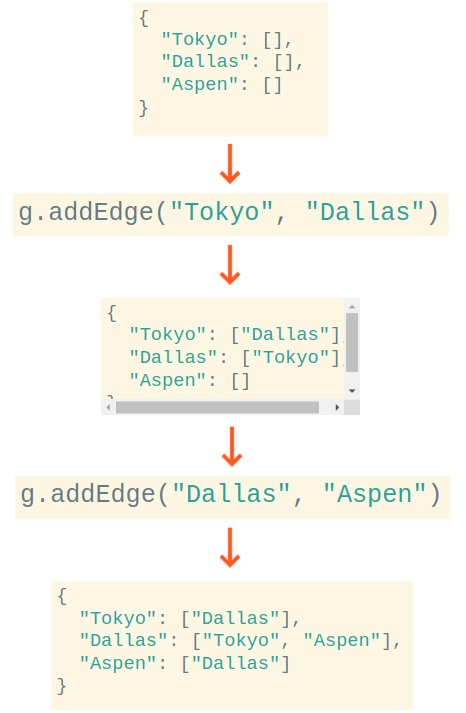 {
"Tokyo": [],
"Dallas": [],
"Aspen": []
}
g.addEdge("Tokyo", "Dallas")
{
"Tokyo": ["Dallas"],
"Dallas": ["Tokyo"],
"Aspen": []
}
g.addEdge("Dallas", "Aspen")
{
"Tokyo": ["Dallas"],
"Dallas": ["Tokyo", "Aspen"],
"Aspen": ["Dallas"]
}